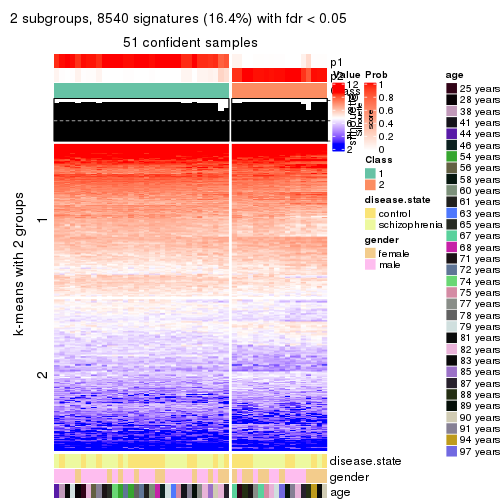 2 subgroups, 8540 signatures (16.4%) with fdr < 0.05
51 confident samples
p1
p2
Class
silhouette
score
k-means with 2 groups
1
2
disease.state
gender
age
Value
12
10
8
6
4
2
Prob
1
0.8
0.6
0.4
0.2
0
Class
1
2
disease.state
control
schizophrenia
gender
female
male
age
25 years
28 years
38 years
41 years
44 years
46 years
54 years
56 years
58 years
60 years
61 years
63 years
65 years
67 years
68 years
71 years
72 years
74 years
75 years
77 years
78 years
79 years
81 years
82 years
83 years
85 years
87 years
88 years
89 years
90 years
91 years
94 years
97 years